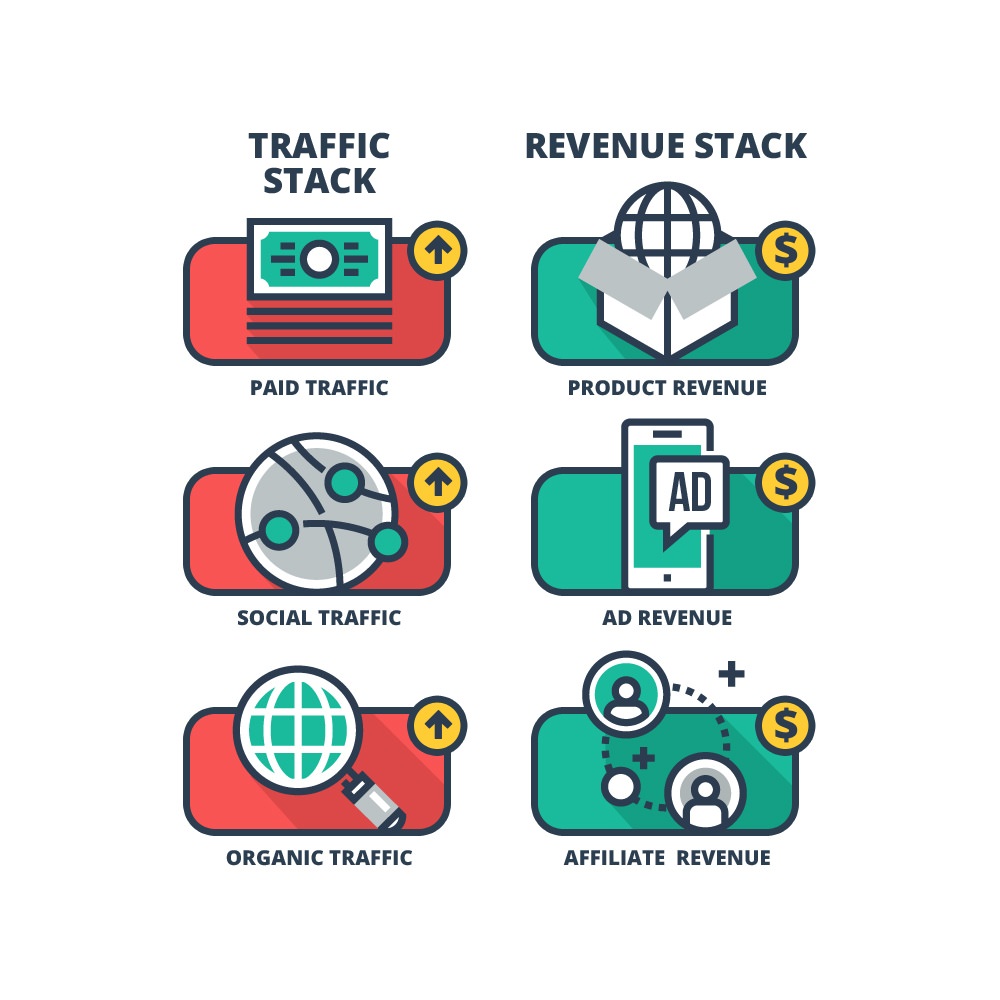 TRAFFIC
STACK
PAID TRAFFIC
SOCIAL TRAFFIC
ORGANIC TRAFFIC
REVENUE STACK
$
PRODUCT REVENUE
AD
$
AD REVENUE
$
AFFILIATE REVENUE